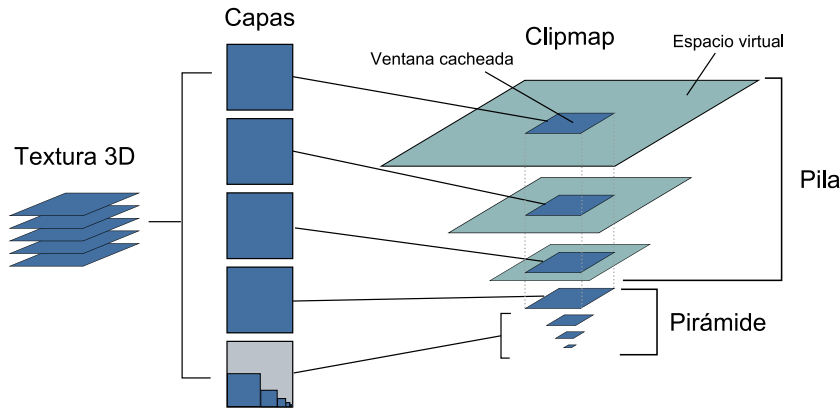 Capas
Clipmap
Espacio virtual
Ventana cacheada
Textura 3D
Pila
Pirámide